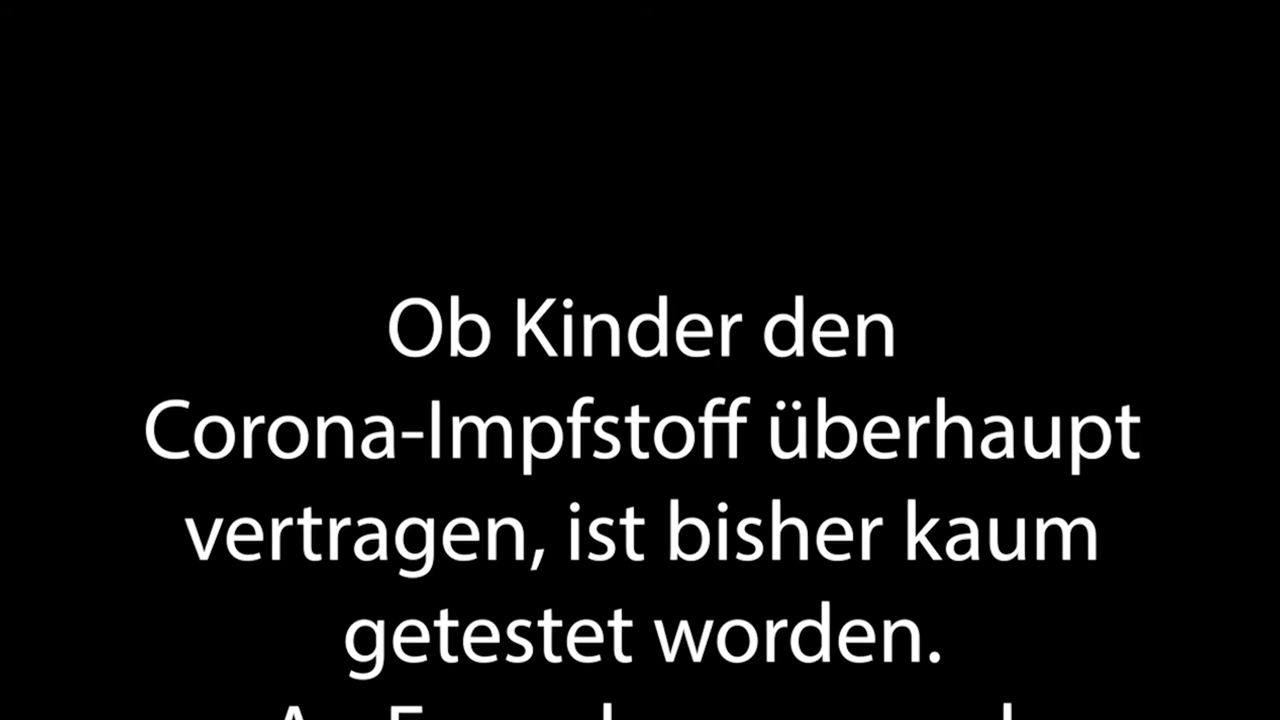 Ob Kinder den
Corona-Impfstoff überhaupt
vertragen, ist bisher kaum
getestet worden.